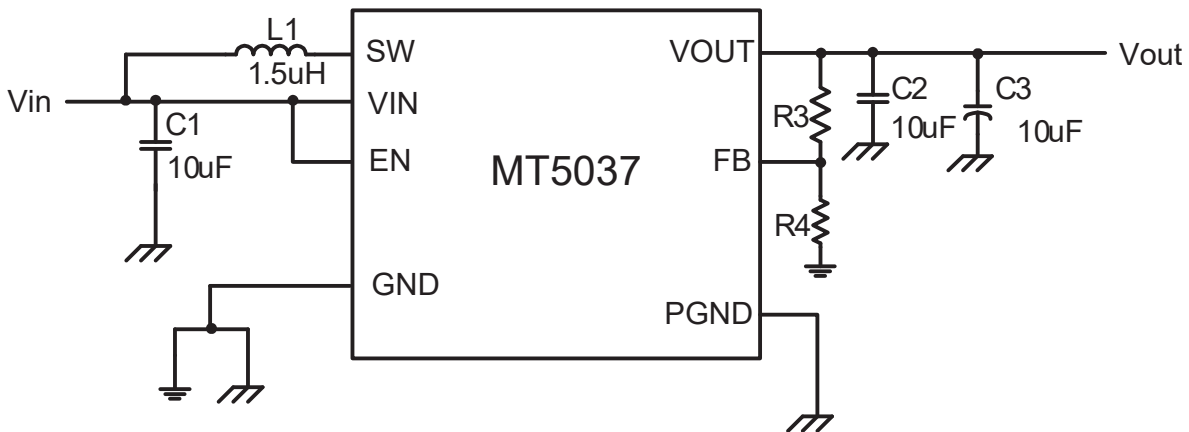 L1
1.5uH
SW
VOUT
Vout
Vin
VIN
C1
10uF
R3
C2
10uF
C3
10uF
EN
MT5037
FB
R4
GND
PGND